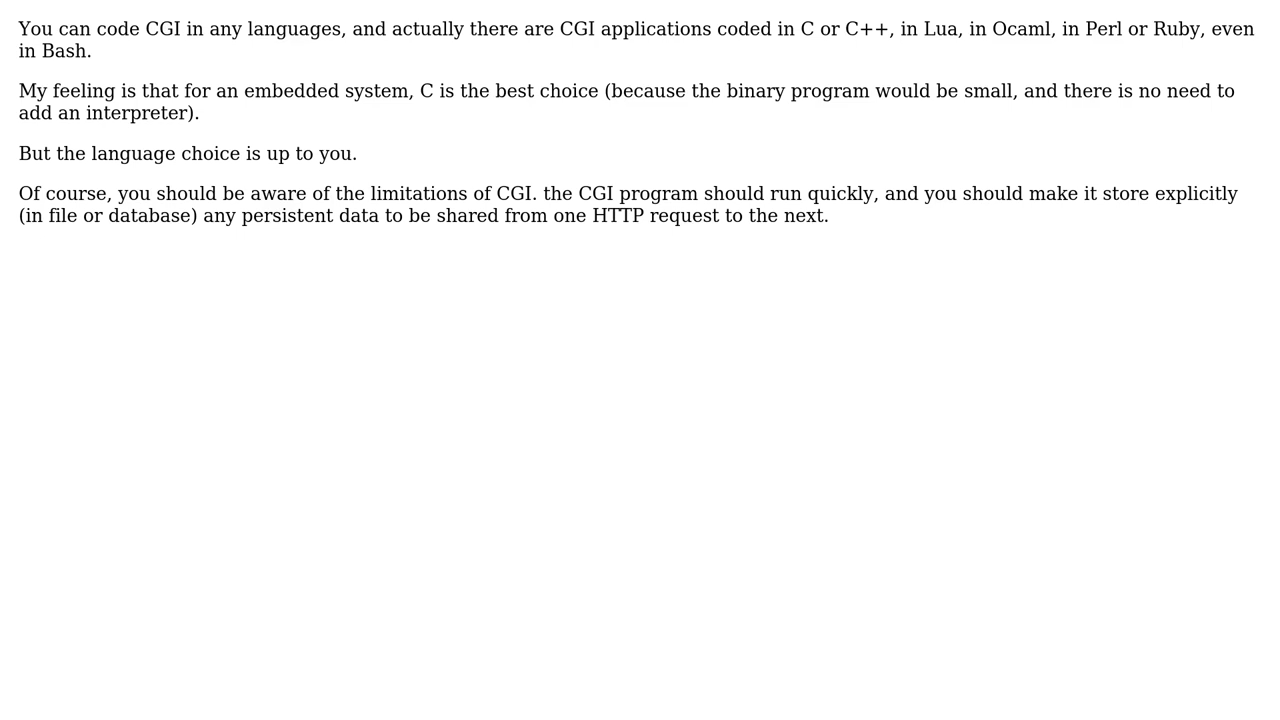 You can code CGI in any languages, and actually there are CGI applications coded in C or C++, in Lua, in Ocaml, in Perl or Ruby, even
in Bash.
My feeling is that for an embedded system, C is the best choice (because the binary program would be small, and there is no need to
add an interpreter).
But the language choice is up to you.
Of course, you should be aware of the limitations of CGI. the CGI program should run quickly, and you should make it store explicitly
(in file or database) any persistent data to be shared from one HTTP request to the next.